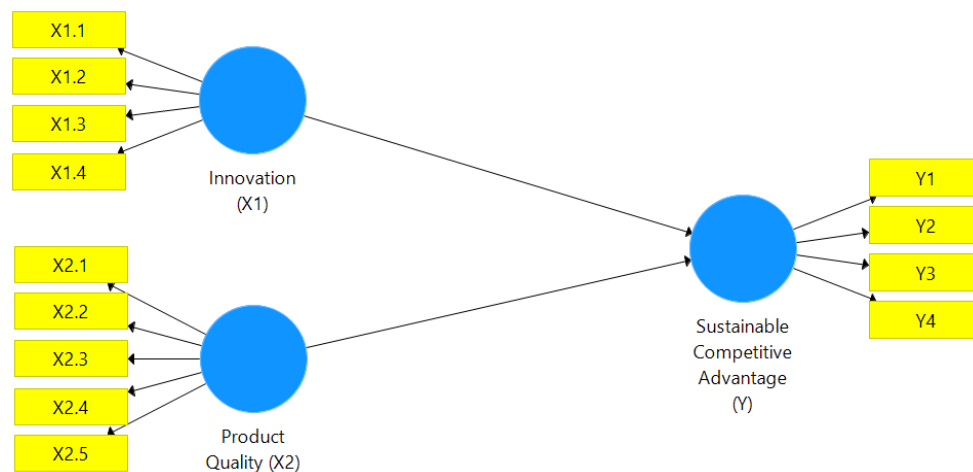 X1.1
X1.2
X1.3
X1.4
Innovation
(X1)
X2.1
X2.2
X2.3
X2.4
X2.5
Product
Quality (X2)
Y1
Y2
Y3
Y4
Sustainable
Competitive
Advantage
(Y)